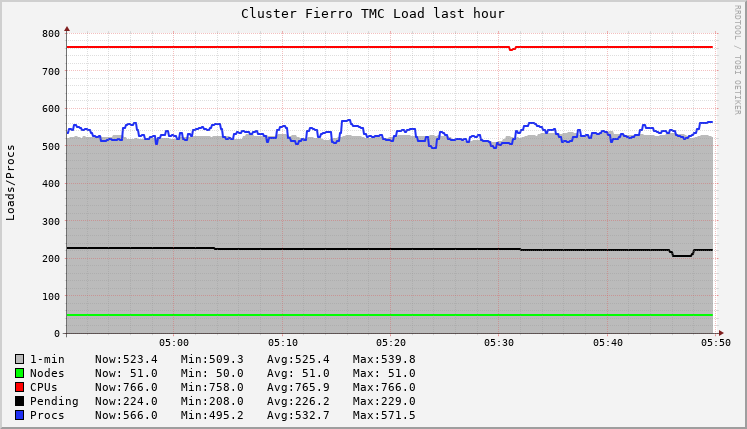 Cluster Fierro TMC Load last hour
RRDTOOL / TOBI OETIKER
Loads/Procs
800
700
600
500
400
300
200
100
0
05:00 05:10 05:20 05:30 05:40 05:50
1-min Now:523.4 Min:509.3 Avg:525.4 Max:539.8
Nodes Now: 51.0 Min: 50.0 Avg: 51.0 Max: 51.0
CPUs Now:766.0 Min:758.0 Avg:765.9 Max:766.0
Pending Now:224.0 Min:208.0 Avg:226.2 Max:229.0
Procs Now:566.0 Min:495.2 Avg:532.7 Max:571.5